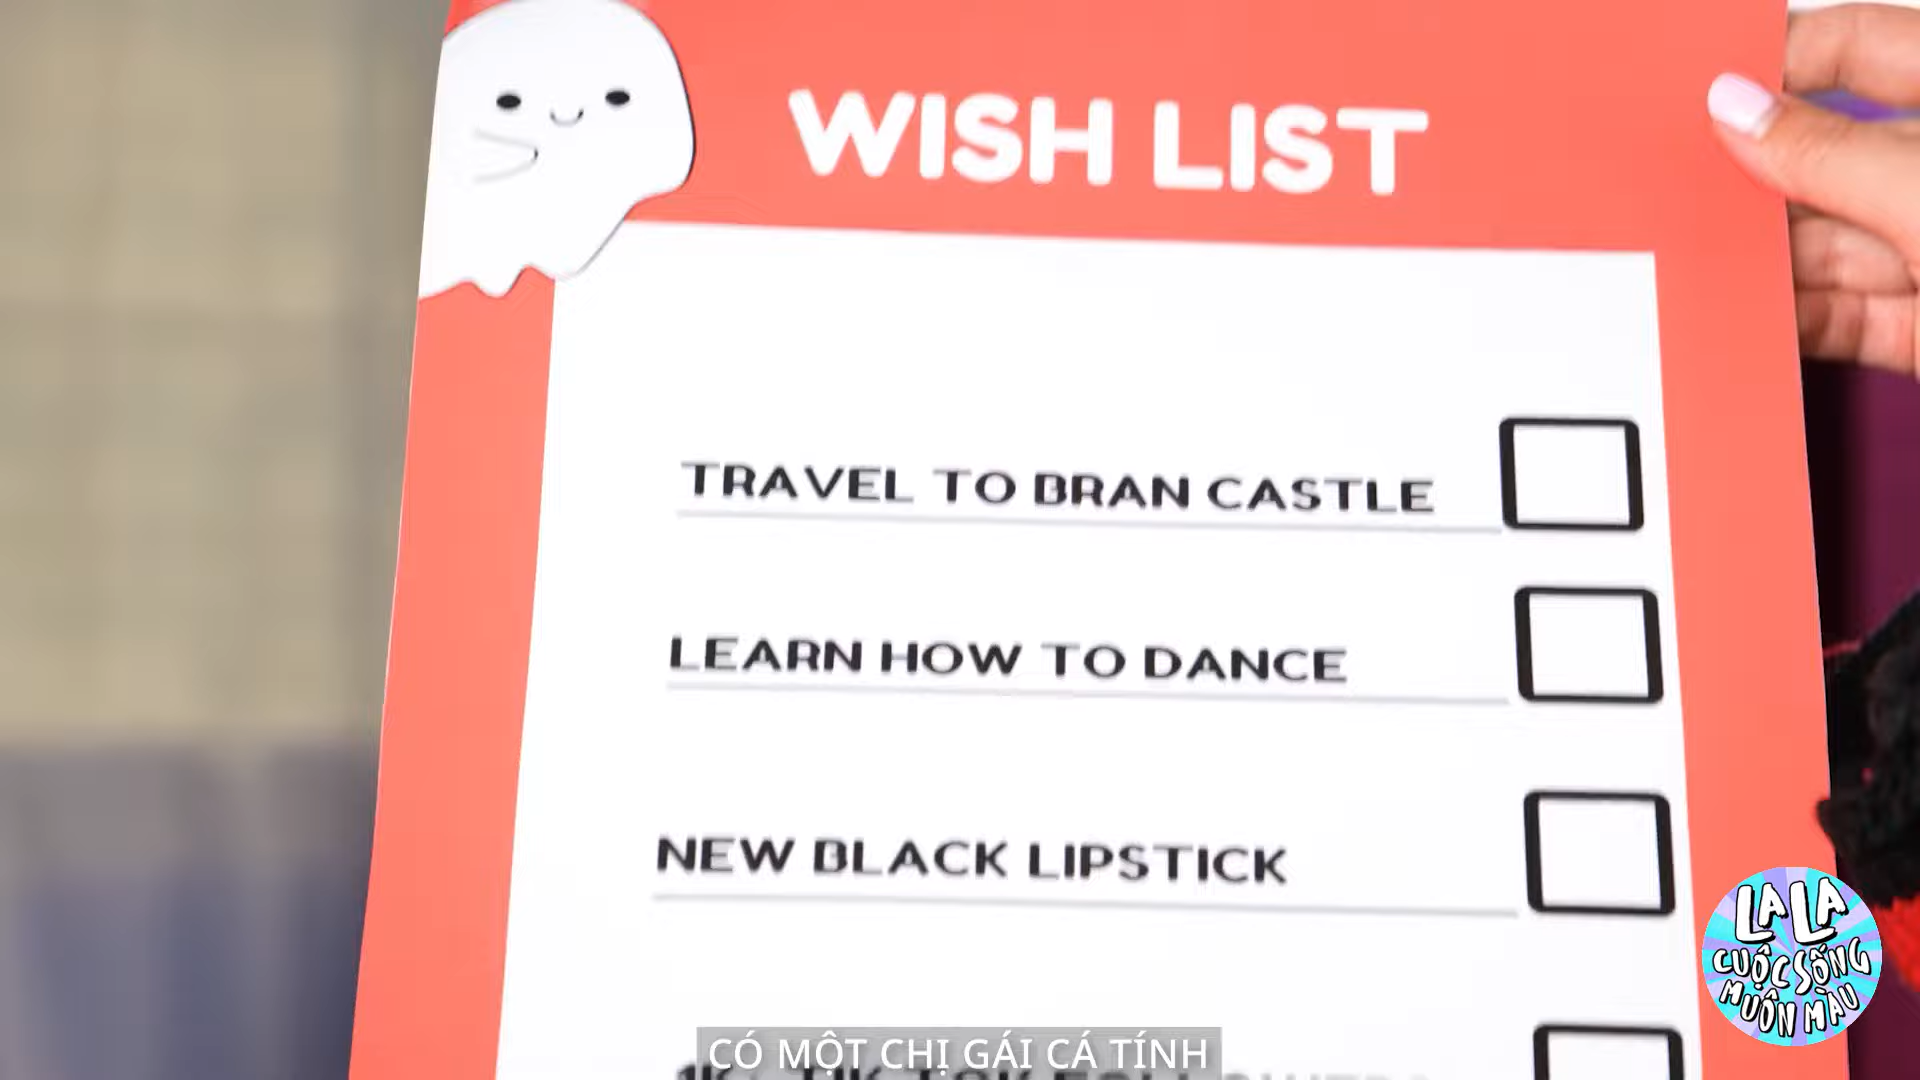 WISH LIST
TRAVEL TO BRAN CASTLE
LEARN HOW TO DANCE
NEW BLACK LIPSTICK
CÓ MỘT CHỊ GÁI CÁ TÍNH
LA LA
CUỘC SỐNG
MUÔN MÀU